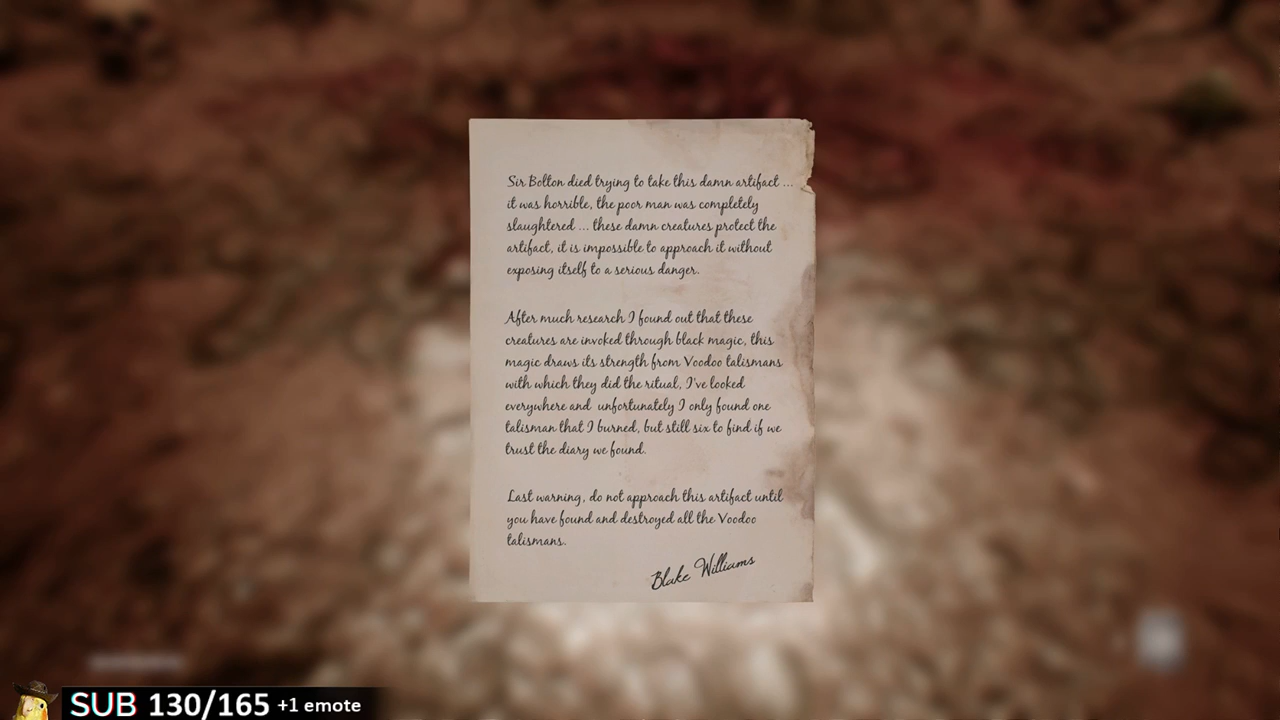 Sir Bolton died trying to take this damn artifact ...
it was horrible, the poor man was completely
slaughtered ... these damn creatures protect the
artifact, it is impossible to approach it without
exposing itself to a serious danger.
After much research I found out that these
creatures are invoked through black magic, this
magic draws its strength from Voodoo talismans
with which they did the ritual, I've looked
everywhere and unfortunately I only found one
talisman that I burned, but still six to find if we
trust the diary we found.
Last warning, do not approach this artifact until
you have found and destroyed all the Voodoo
talismans.
Blake Williams
SUB 130/165 +1 emote